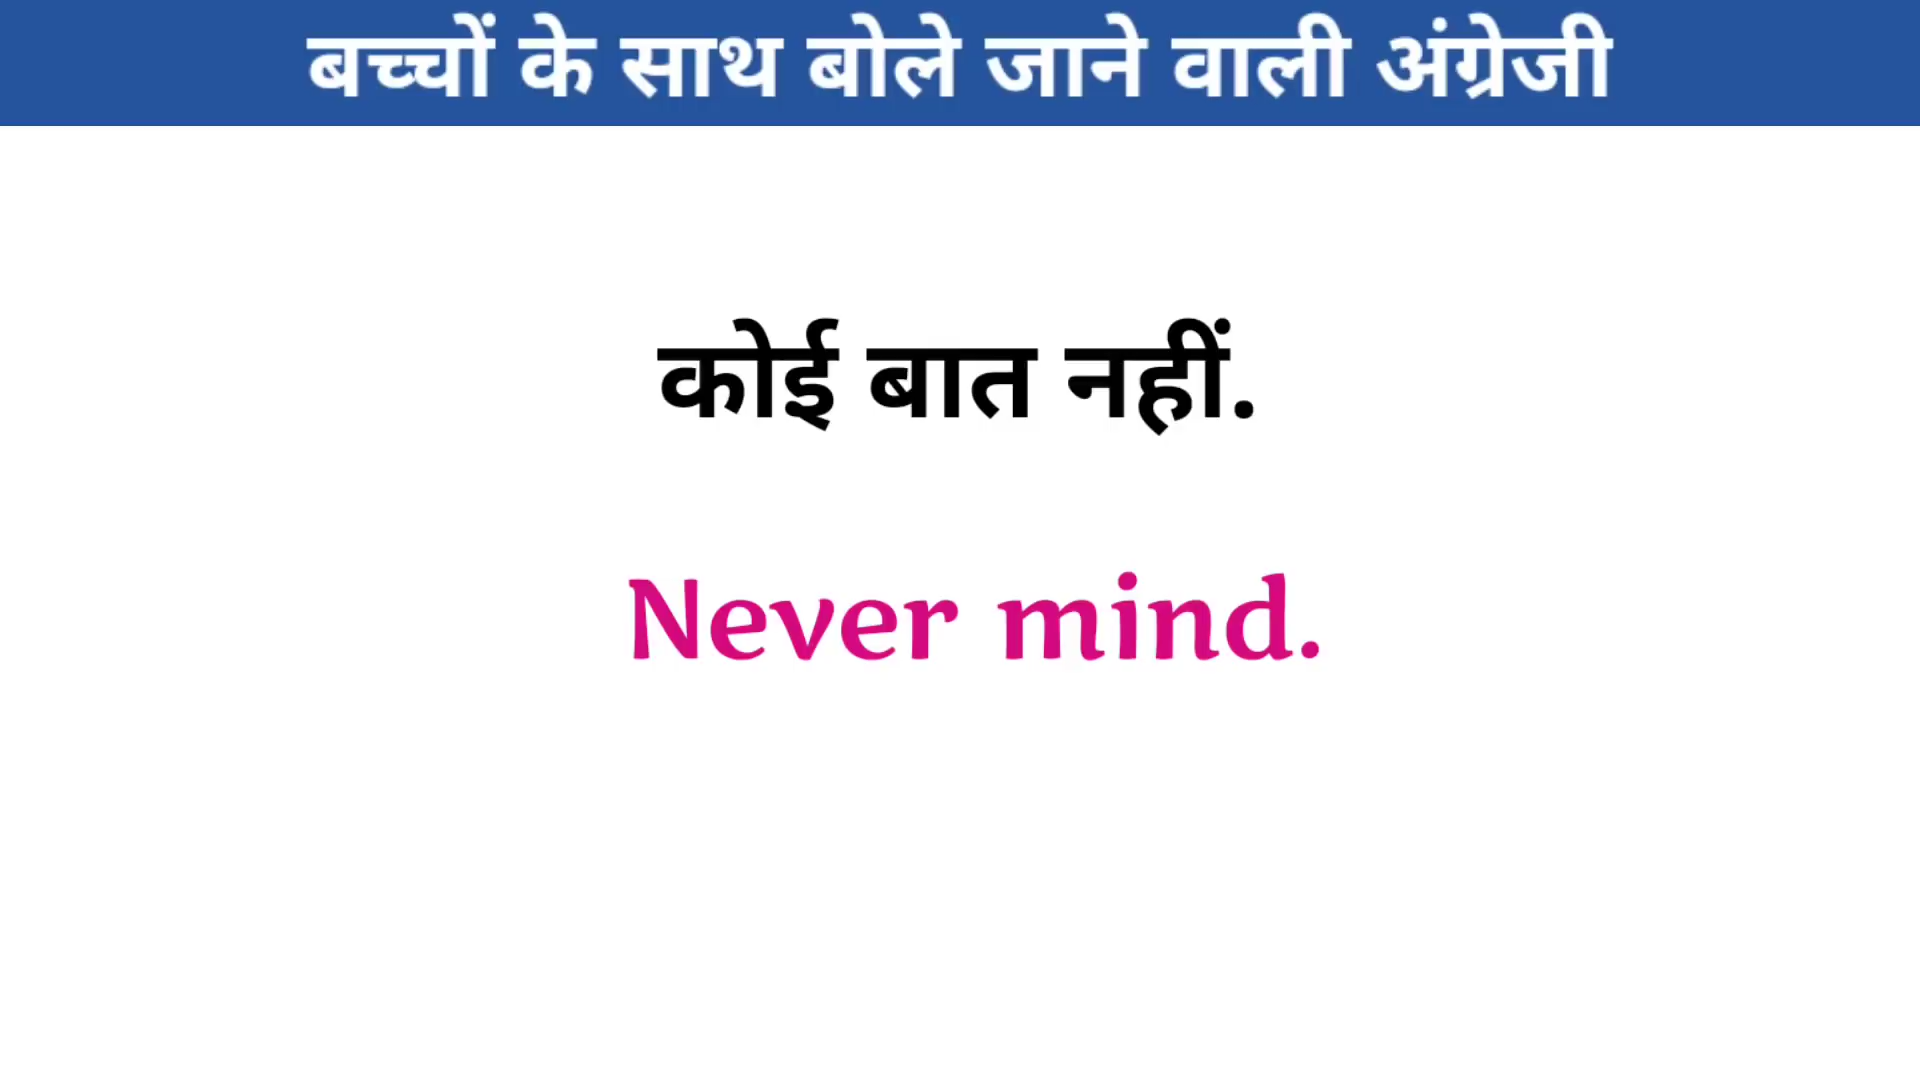 बच्चों के साथ बोले जाने वाली अंग्रेजी
कोई बात नहीं.
Never mind.